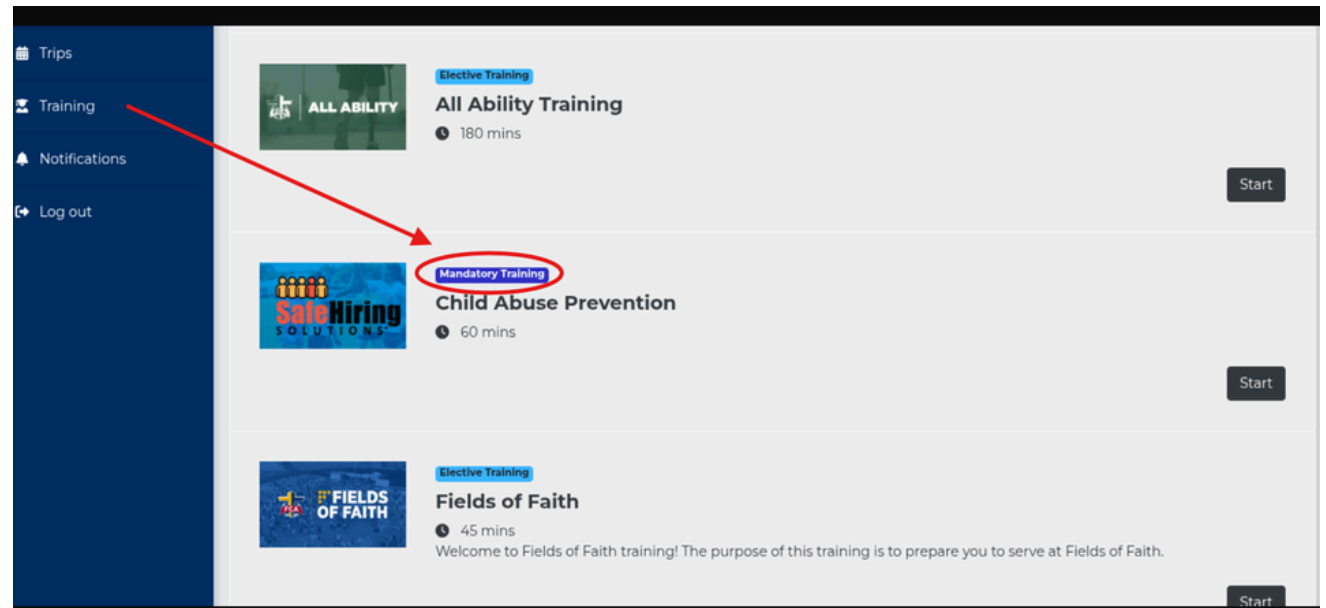 Trips
Training
Notifications
Log out
ALL ABILITY
Elective Training
All Ability Training
180 mins
Start
Safe Hiring
SOLUTIONS
Mandatory Training
Child Abuse Prevention
60 mins
Start
FIELDS
OF FAITH
Elective Training
Fields of Faith
45 mins
Welcome to Fields of Faith training! The purpose of this training is to prepare you to serve at Fields of Faith.
Start